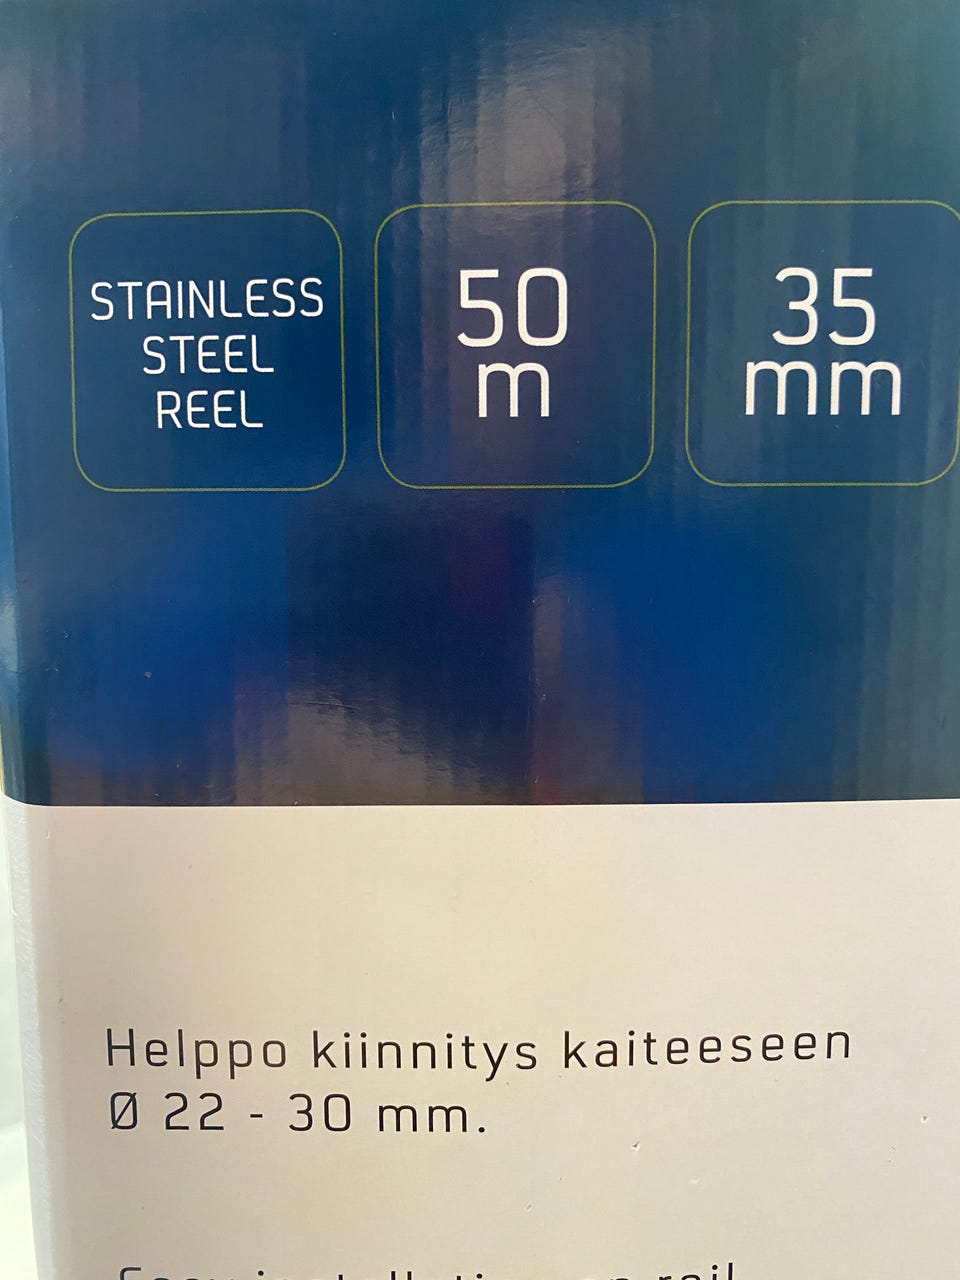 STAINLESS
STEEL
REEL
50
m
35
mm
Helppo kiinnitys kaiteeseen
Ø 22 - 30 mm.